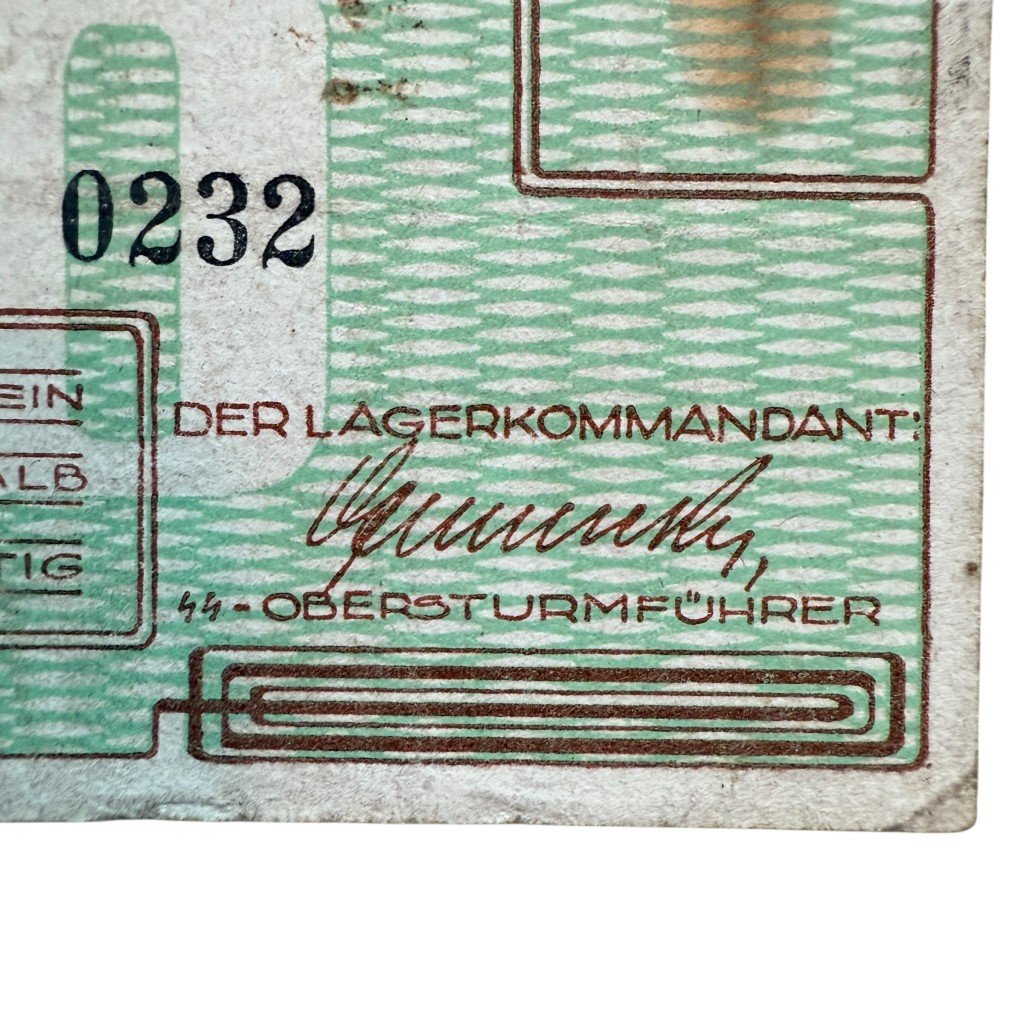 0232
EIN
ALB
TIG
DER LAGERKOMMANDANT:
SS-OBERSTURMFÜHRER